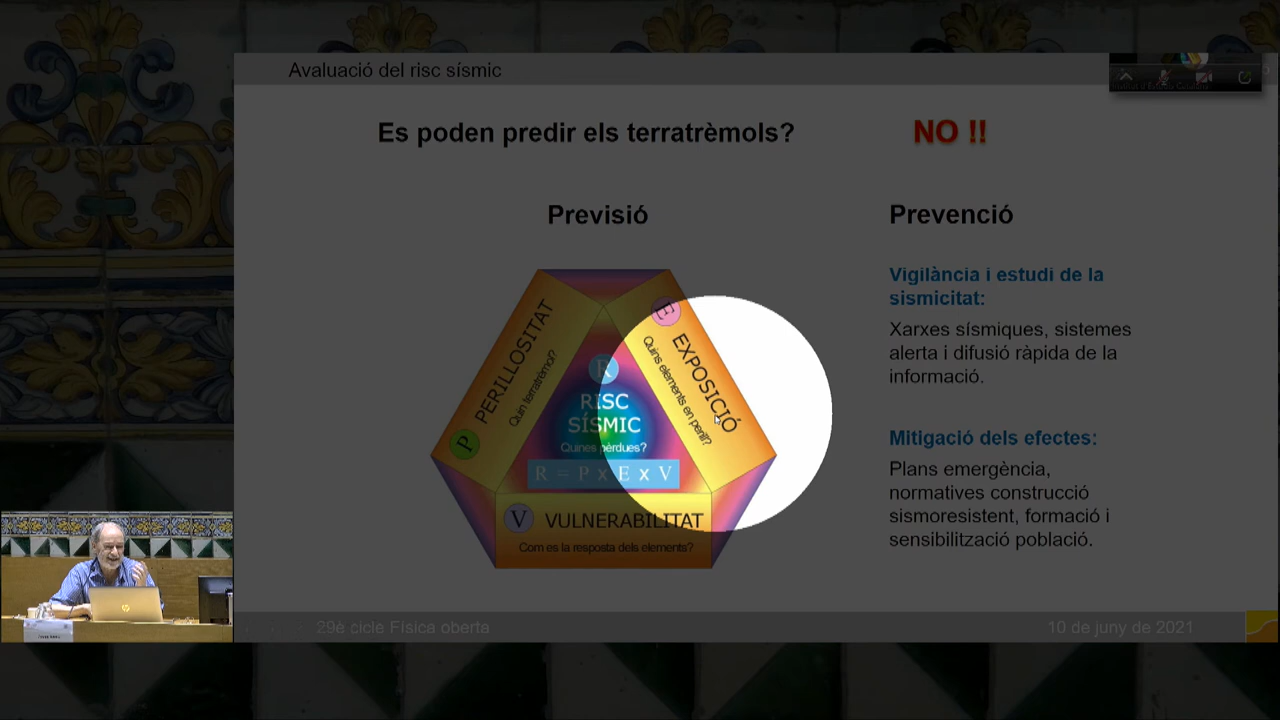 Avaluació del risc sísmic
Es poden predir els terratrèmols?
NO !!
Previsió
P PERILLOSITAT
Quin terratrèmol?
E EXPOSICIÓ
Quins elements en perill?
R
RISC
SÍSMIC
Quines pèrdues?
R = P x E x V
V VULNERABILITAT
Com es la resposta dels elements?
Prevenció
Vigilància i estudi de la
sismicitat:
Xarxes sísmiques, sistemes
alerta i difusió ràpida de la
informació.
Mitigació dels efectes:
Plans emergència,
normatives construcció
sismoresistent, formació i
sensibilització població.
29è cicle Física oberta
10 de juny de 2021
hp